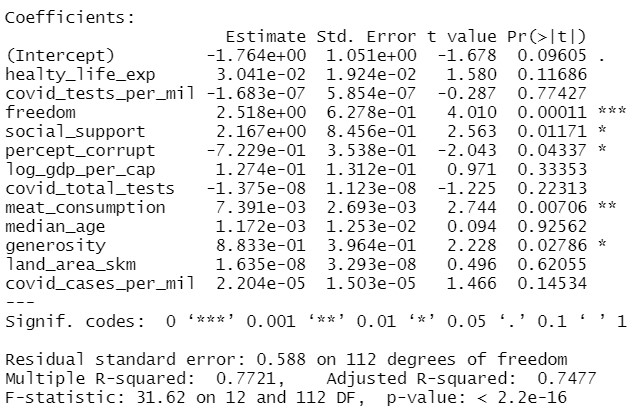 Coefficients:
Estimate Std. Error t value Pr(>|t|)
(Intercept) -1.764e+00 1.051e+00 -1.678 0.09605 .
healty_life_exp 3.041e-02 1.924e-02 1.580 0.11686
covid_tests_per_mil -1.683e-07 5.854e-07 -0.287 0.77427
freedom 2.518e+00 6.278e-01 4.010 0.00011 ***
social_support 2.167e+00 8.456e-01 2.563 0.01171 *
percept_corrupt -7.229e-01 3.538e-01 -2.043 0.04337 *
log_gdp_per_cap 1.274e-01 1.312e-01 0.971 0.33353
covid_total_tests -1.375e-08 1.123e-08 -1.225 0.22313
meat_consumption 7.391e-03 2.693e-03 2.744 0.00706 **
median_age 1.172e-03 1.253e-02 0.094 0.92562
generosity 8.833e-01 3.964e-01 2.228 0.02786 *
land_area_skm 1.635e-08 3.293e-08 0.496 0.62055
covid_cases_per_mil 2.204e-05 1.503e-05 1.466 0.14534
---
Signif. codes: 0 ‘***’ 0.001 ‘**’ 0.01 ‘*’ 0.05 ‘.’ 0.1 ‘ ’ 1
Residual standard error: 0.588 on 112 degrees of freedom
Multiple R-squared: 0.7721, Adjusted R-squared: 0.7477
F-statistic: 31.62 on 12 and 112 DF, p-value: < 2.2e-16